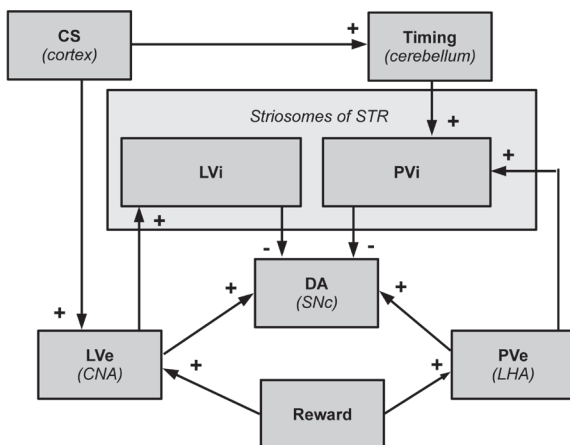 CS
(cortex)
+
Timing
(cerebellum)
+
Striosomes of STR
LVi
PVi
+
+
-
-
DA
(SNc)
+
+
+
LVe
(CNA)
+
Reward
+
PVe
(LHA)